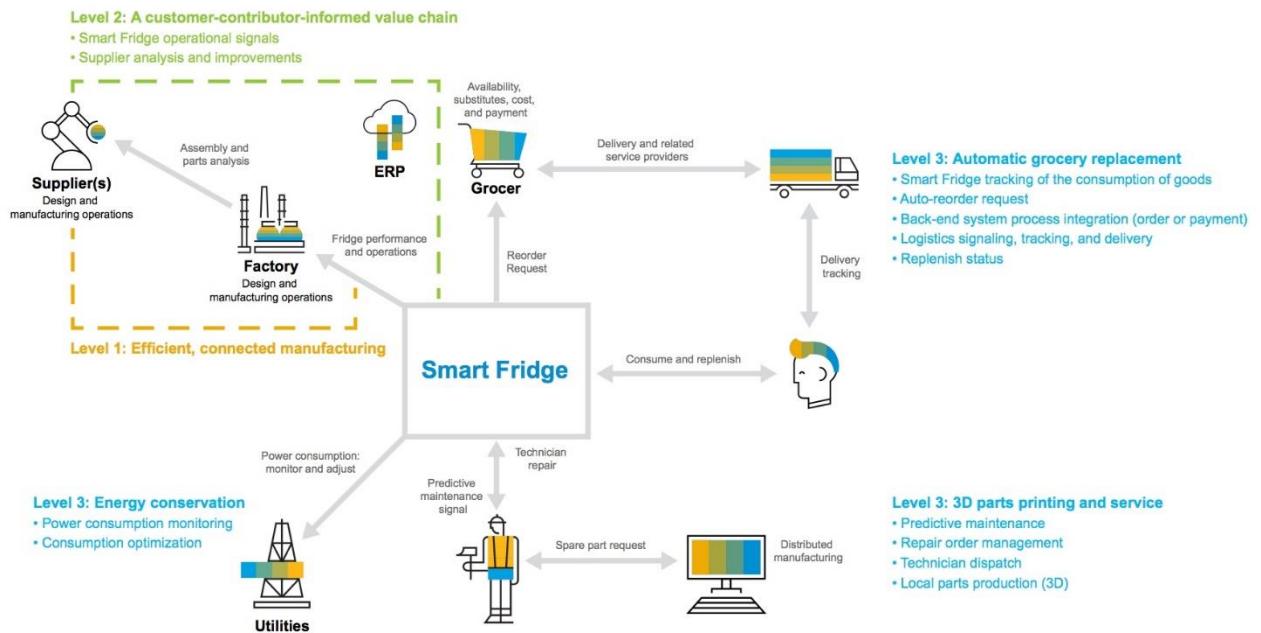 Level 2: A customer-contributor-informed value chain
• Smart Fridge operational signals
• Supplier analysis and improvements
Availability,
substitutes, cost,
and payment
Grocer
ERP
Assembly and
parts analysis
Supplier(s)
Design and
manufacturing operations
Factory
Design and
manufacturing operations
Fridge performance
and operations
Level 1: Efficient, connected manufacturing
Reorder
Request
Delivery and related
service providers
Level 3: Automatic grocery replacement
• Smart Fridge tracking of the consumption of goods
• Auto-reorder request
• Back-end system process integration (order or payment)
• Logistics signaling, tracking, and delivery
• Replenish status
Delivery
tracking
Smart Fridge
Consume and replenish
Power consumption:
monitor and adjust
Technician
repair
Predictive
maintenance
signal
Level 3: Energy conservation
• Power consumption monitoring
• Consumption optimization
Utilities
Spare part request
Distributed
manufacturing
Level 3: 3D parts printing and service
• Predictive maintenance
• Repair order management
• Technician dispatch
• Local parts production (3D)